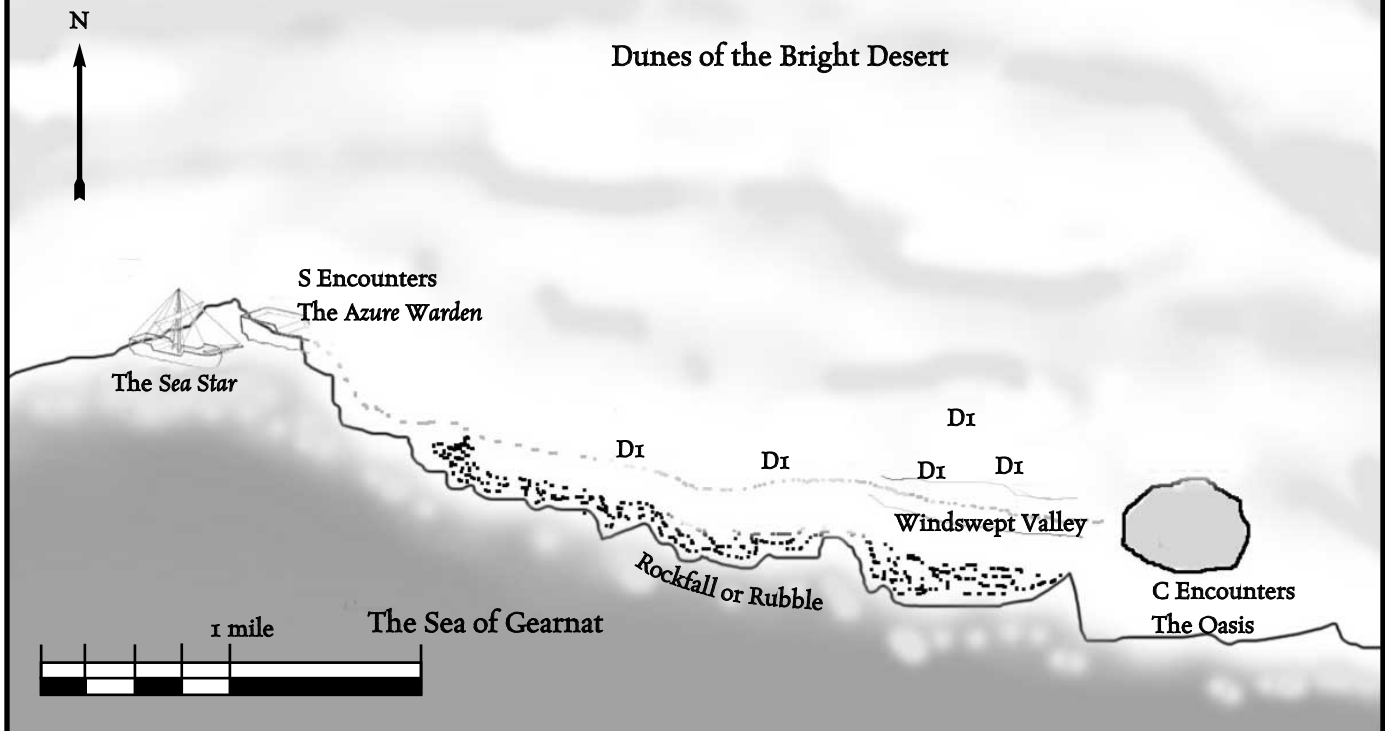 N
Dunes of the Bright Desert
S Encounters
The Azure Warden
The Sea Star
D1
D1
D1
D1
D1
Windswept Valley
Rockfall or Rubble
C Encounters
The Oasis
The Sea of Gearnat
1 mile